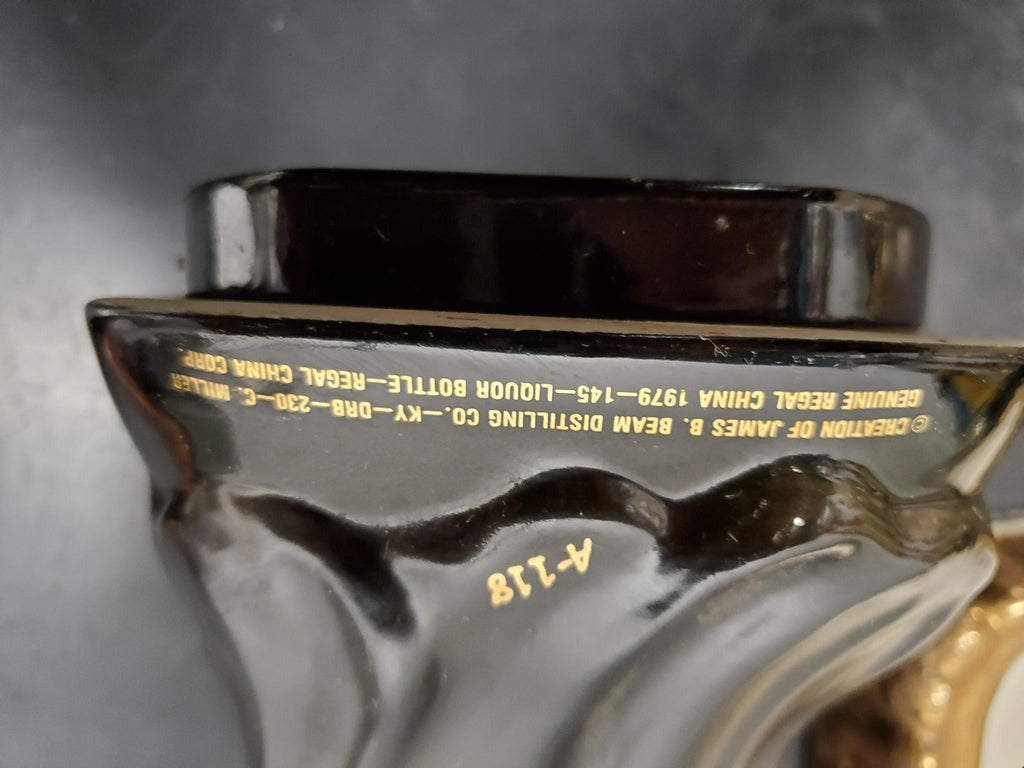 A-118
© CREATION OF JAMES B. BEAM DISTILLING CO.—KY—DRB—230—C. MILLER
GENUINE REGAL CHINA 1979—145—LIQUOR BOTTLE—REGAL CHINA CORP.